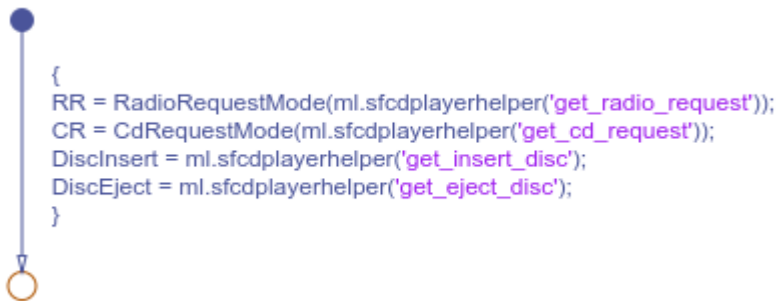 {
RR = RadioRequestMode(ml.sfcdplayerhelper('get_radio_request'));
CR = CdRequestMode(ml.sfcdplayerhelper('get_cd_request'));
DiscInsert = ml.sfcdplayerhelper('get_insert_disc');
DiscEject = ml.sfcdplayerhelper('get_eject_disc');
}